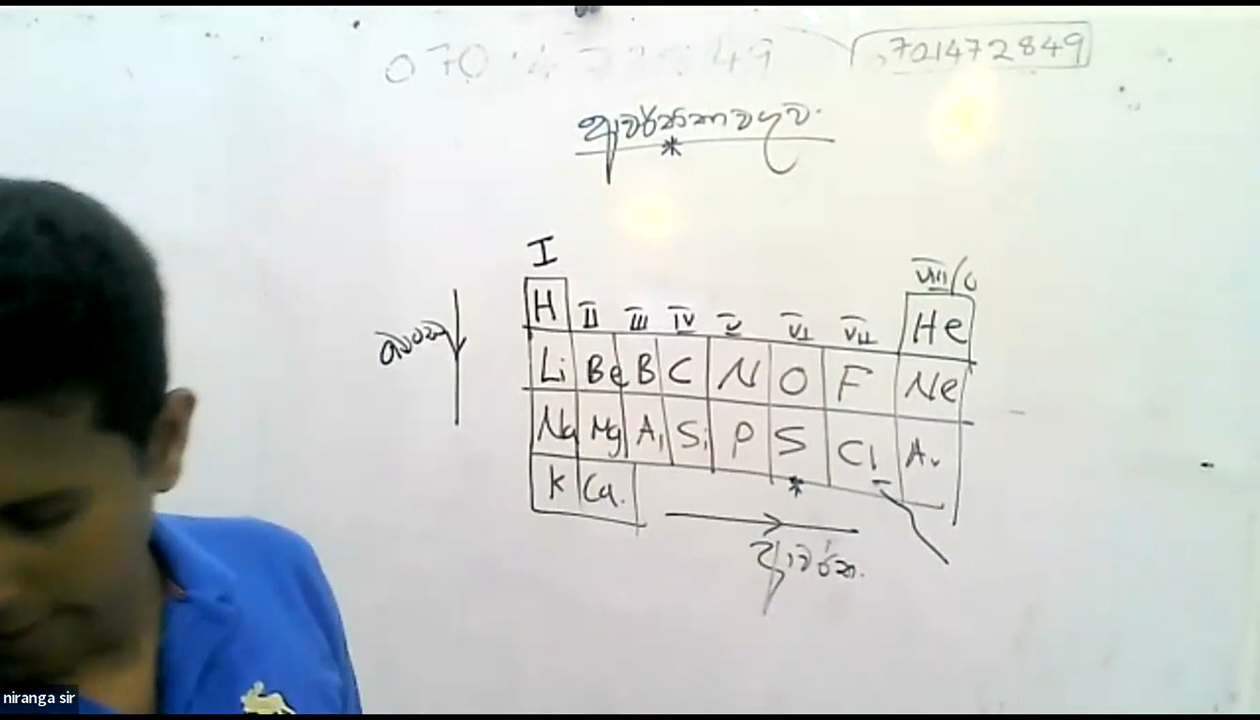 0701472849
ආවර්තිතා වගුව.
*
I
VIII/0
H II III IV V VI VII He
Li Be B C N O F Ne
Na Mg Al Si P S Cl Ar
K Ca.
*
ආවර්ත.
niranga sir